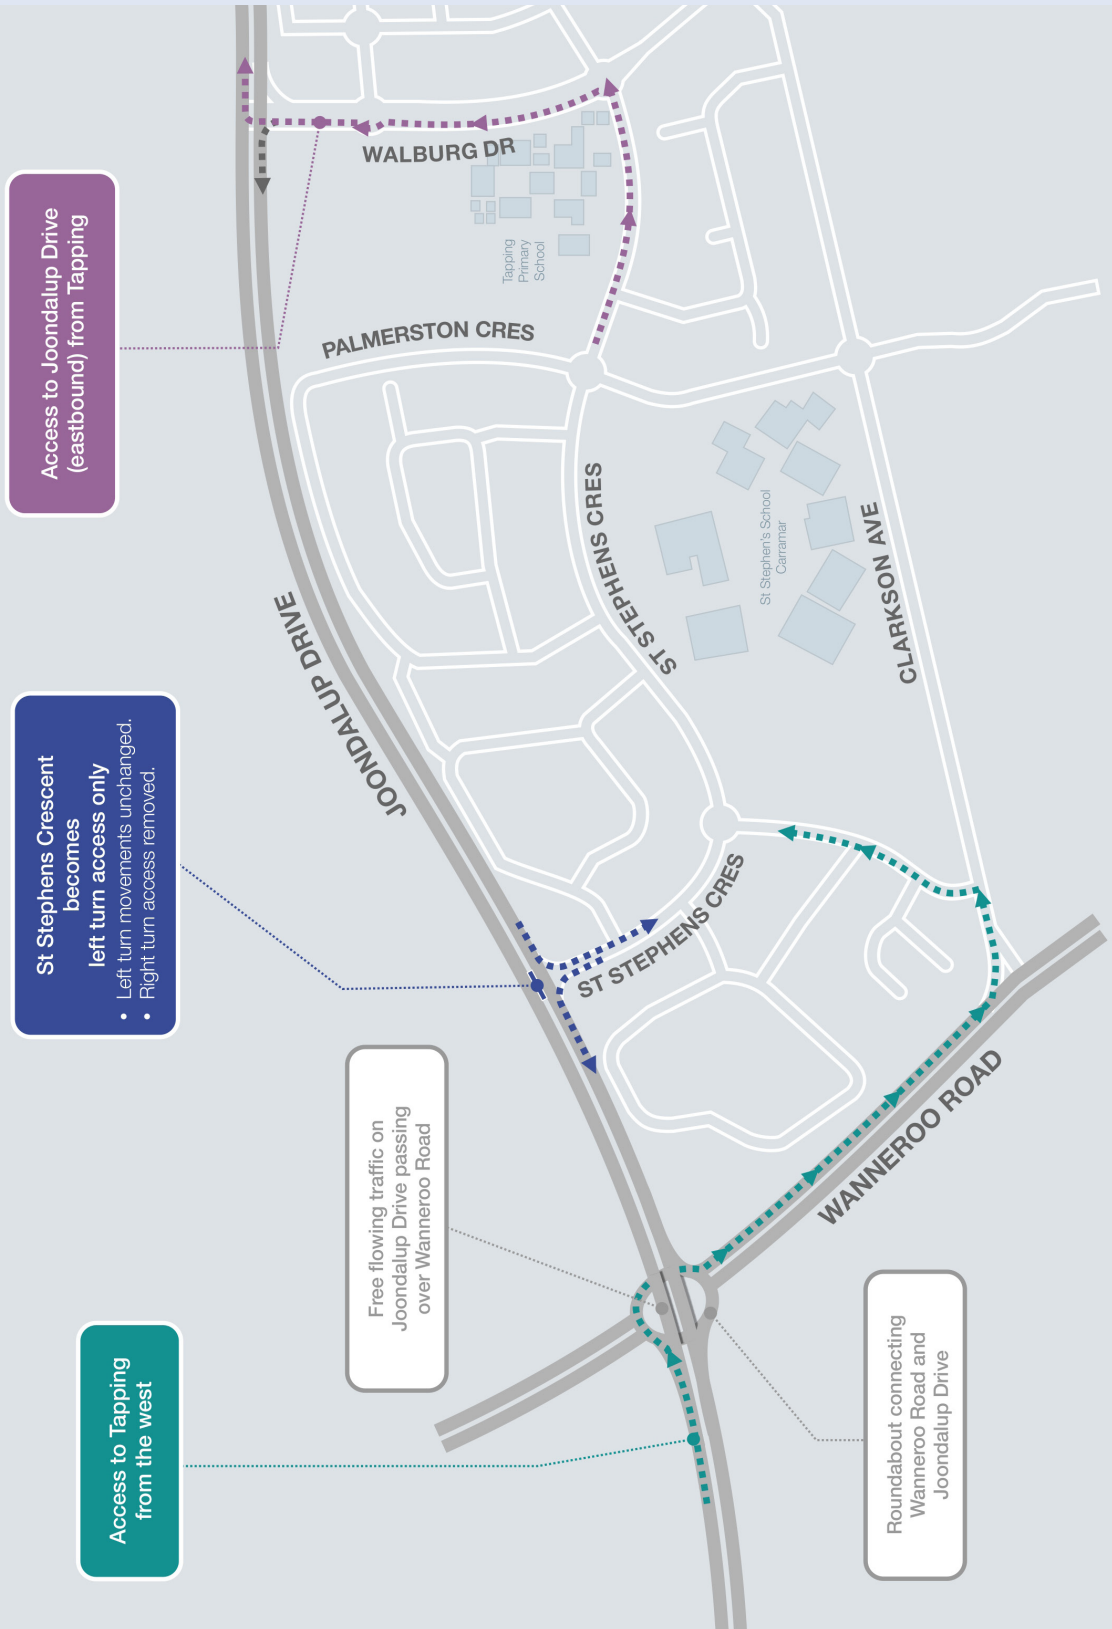 Access to Tapping
from the west
St Stephens Crescent
becomes
left turn access only
• Left turn movements unchanged.
• Right turn access removed.
Access to Joondalup Drive
(eastbound) from Tapping
Free flowing traffic on
Joondalup Drive passing
over Wanneroo Road
Roundabout connecting
Wanneroo Road and
Joondalup Drive
JOONDALUP DRIVE
WALBURG DR
PALMERSTON CRES
Tapping
Primary
School
ST STEPHENS CRES
ST STEPHENS CRES
St Stephen's School
Carramar
CLARKSON AVE
WANNEROO ROAD